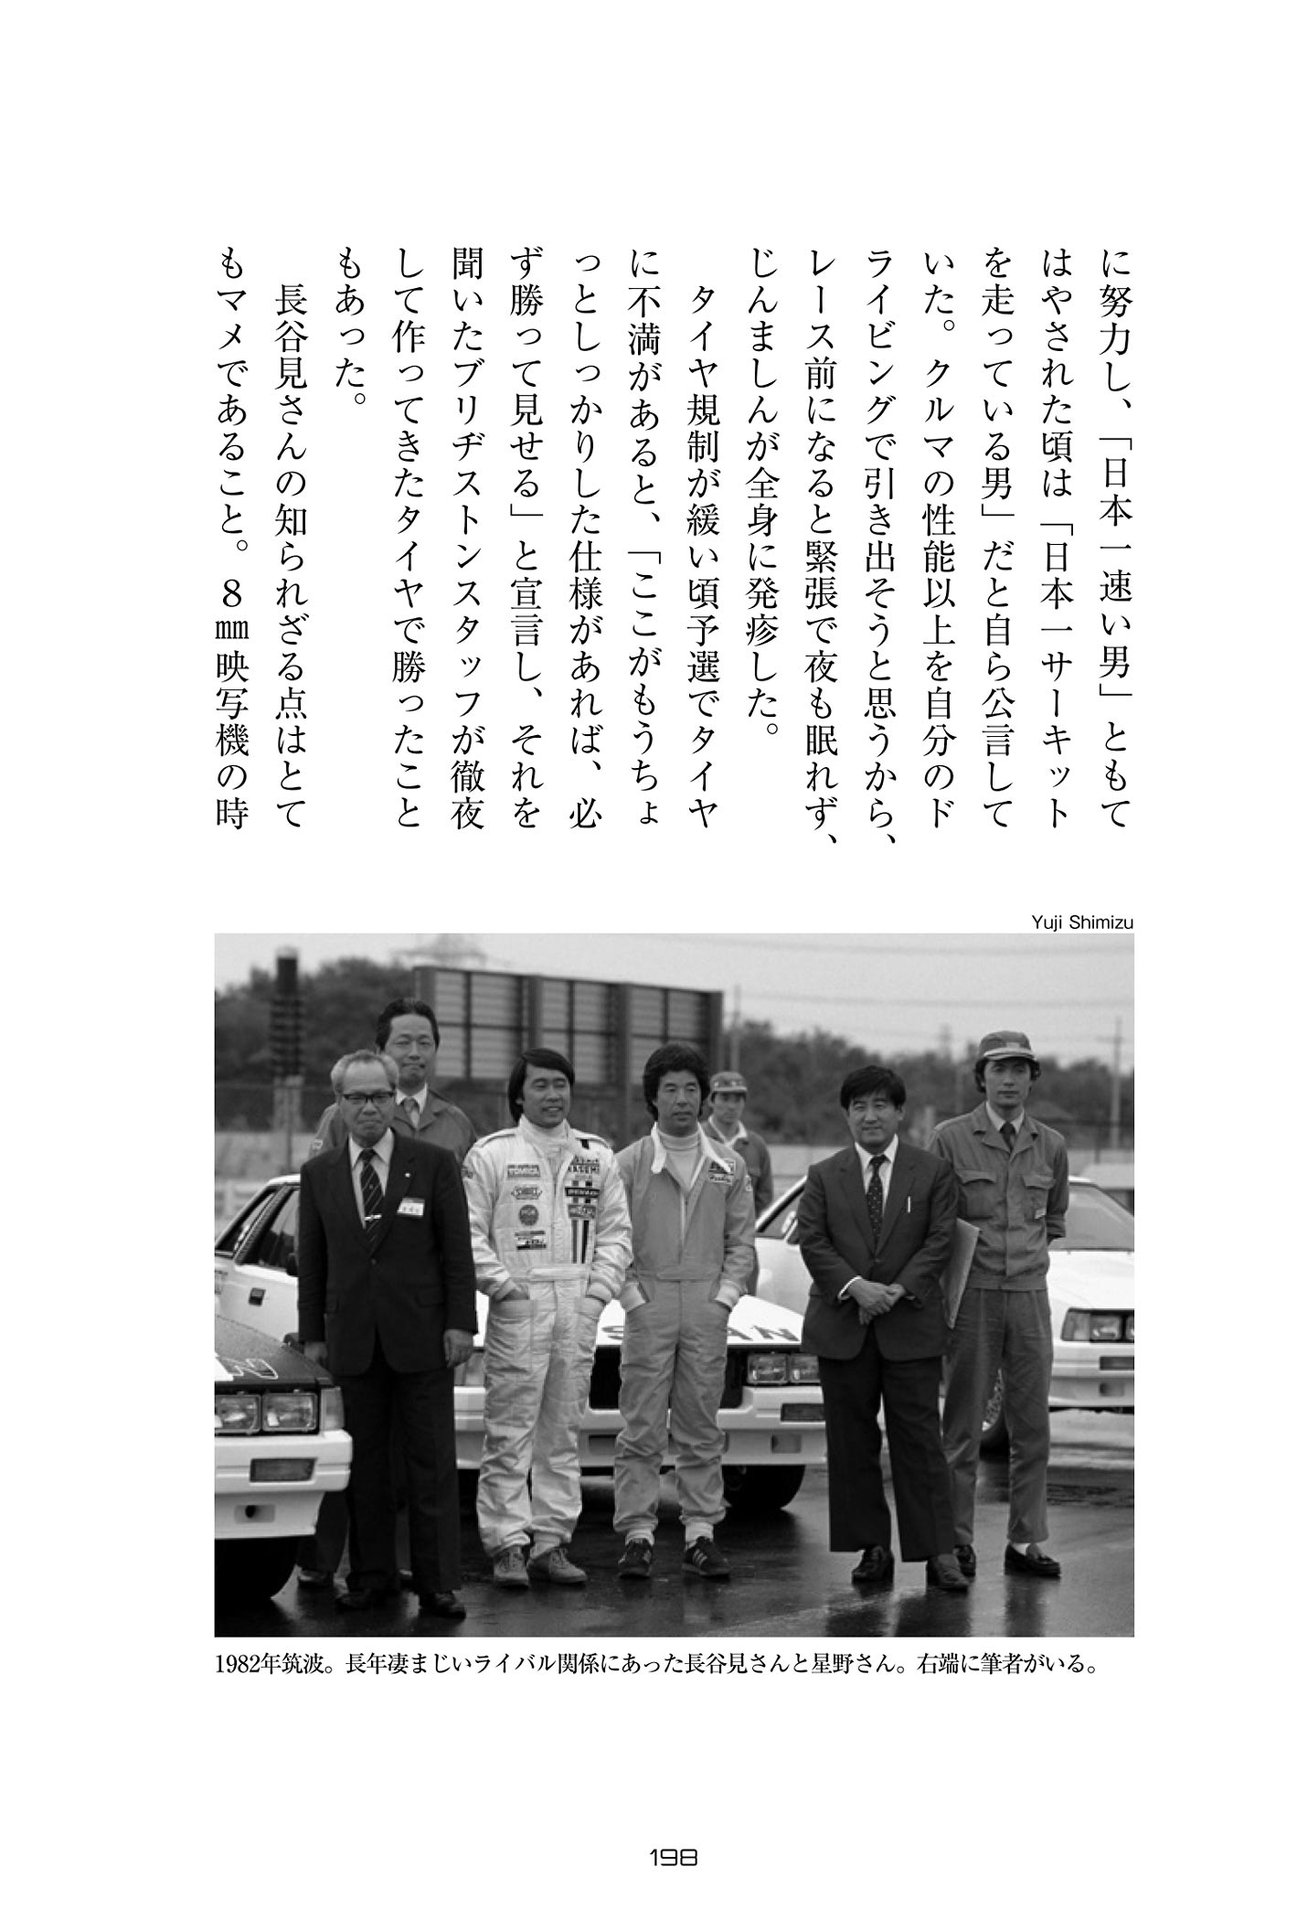 に努力し、「日本一速い男」ともて
はやされた頃は「日本一サーキット
を走っている男」だと自ら公言して
いた。クルマの性能以上を自分のド
ライビングで引き出そうと思うから、
レース前になると緊張で夜も眠れず、
じんましんが全身に発疹した。
タイヤ規制が緩い頃予選でタイヤ
に不満があると、「ここがもうちょ
っとしっかりした仕様があれば、必
ず勝って見せる」と宣言し、それを
聞いたブリヂストンスタッフが徹夜
して作ってきたタイヤで勝ったこと
もあった。
長谷見さんの知られざる点はとて
もマメであること。8㎜映写機の時
Yuji Shimizu
1982年筑波。長年凄まじいライバル関係にあった長谷見さんと星野さん。右端に筆者がいる。
198